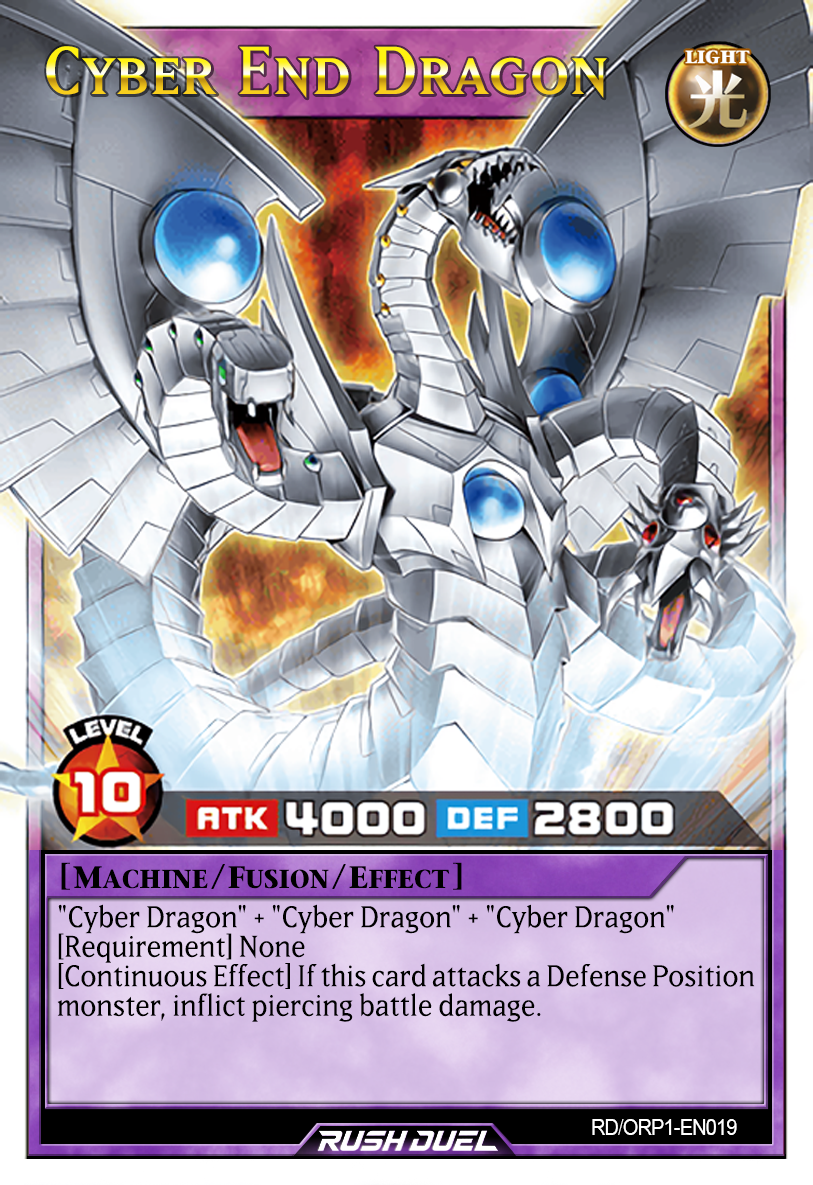 Cyber End Dragon
LIGHT
光
LEVEL
10
ATK 4000 DEF 2800
[Machine/Fusion/Effect]
"Cyber Dragon" + "Cyber Dragon" + "Cyber Dragon"
[Requirement] None
[Continuous Effect] If this card attacks a Defense Position
monster, inflict piercing battle damage.
RUSH DUEL
RD/ORP1-EN019